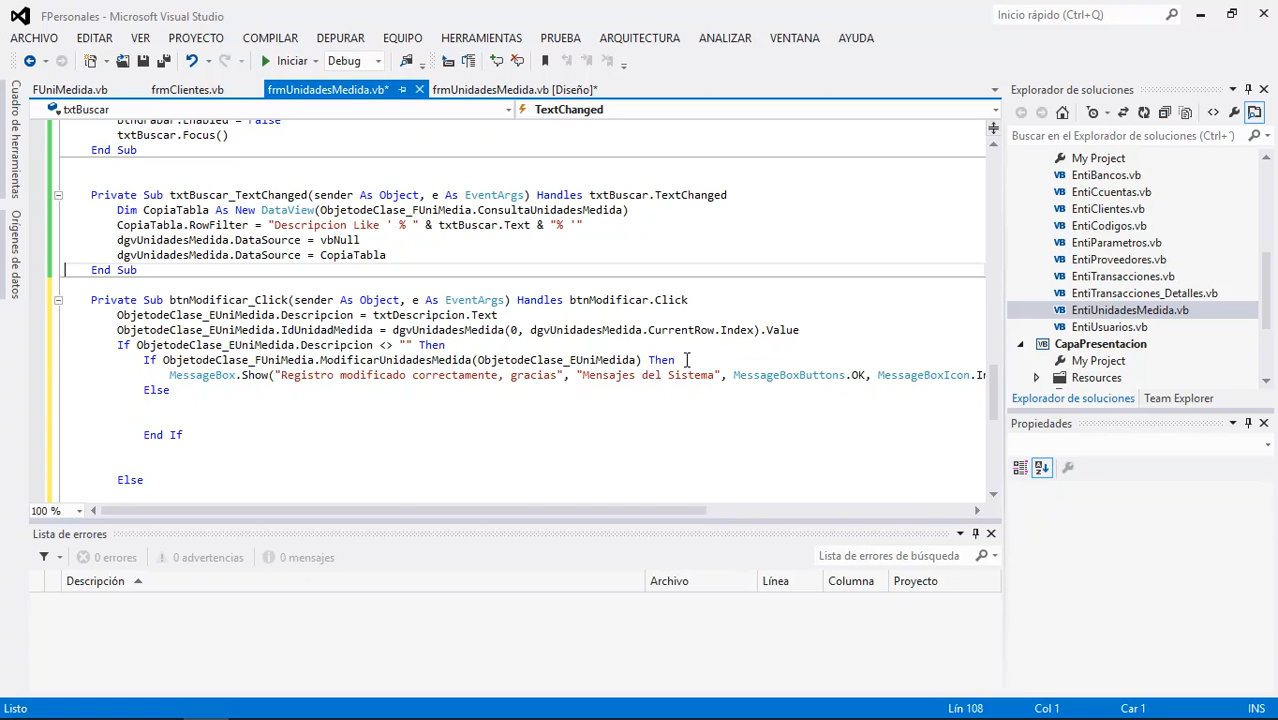 FPersonales - Microsoft Visual Studio
Inicio rápido (Ctrl+Q)
ARCHIVO EDITAR VER PROYECTO COMPILAR DEPURAR EQUIPO HERRAMIENTAS PRUEBA ARQUITECTURA ANALIZAR VENTANA AYUDA
Iniciar Debug
FUniMedida.vb frmClientes.vb frmUnidadesMedida.vb* frmUnidadesMedida.vb [Diseño]*
txtBuscar TextChanged
btnGrabar.Enabled = False
txtBuscar.Focus()
End Sub
Private Sub txtBuscar_TextChanged(sender As Object, e As EventArgs) Handles txtBuscar.TextChanged
Dim CopiaTabla As New DataView(ObjetodeClase_FUniMedia.ConsultaUnidadesMedida)
CopiaTabla.RowFilter = "Descripcion Like ' % " & txtBuscar.Text & "% '"
dgvUnidadesMedida.DataSource = vbNull
dgvUnidadesMedida.DataSource = CopiaTabla
End Sub
Private Sub btnModificar_Click(sender As Object, e As EventArgs) Handles btnModificar.Click
ObjetodeClase_EUniMedida.Descripcion = txtDescripcion.Text
ObjetodeClase_EUniMedida.IdUnidadMedida = dgvUnidadesMedida(0, dgvUnidadesMedida.CurrentRow.Index).Value
If ObjetodeClase_EUniMedida.Descripcion <> "" Then
If ObjetodeClase_FUniMedia.ModificarUnidadesMedida(ObjetodeClase_EUniMedida) Then
MessageBox.Show("Registro modificado correctamente, gracias", "Mensajes del Sistema", MessageBoxButtons.OK, MessageBoxIcon.In
Else
End If
Else
100 %
Lista de errores
0 errores 0 advertencias 0 mensajes
Lista de errores de búsqueda
Descripción Archivo Línea Columna Proyecto
Cuadro de herramientas
Orígenes de datos
Explorador de soluciones
Buscar en el Explorador de soluciones (Ctrl+´)
My Project
EntiBancos.vb
EntiCcuentas.vb
EntiClientes.vb
EntiCodigos.vb
EntiParametros.vb
EntiProveedores.vb
EntiTransacciones.vb
EntiTransacciones_Detalles.vb
EntiUnidadesMedida.vb
EntiUsuarios.vb
CapaPresentacion
My Project
Resources
Explorador de soluciones Team Explorer
Propiedades
Listo Lín 108 Col 1 Car 1 INS